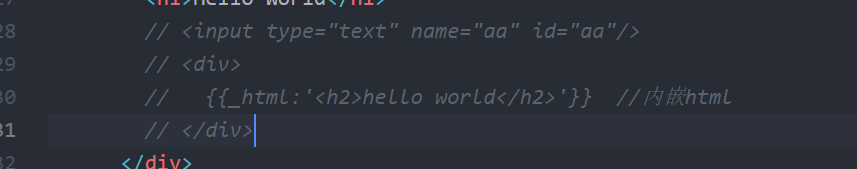 <h1>Hello World</h1>
28 // <input type="text" name="aa" id="aa"/>
29 // <div>
30 //   {{_html:'<h2>hello world</h2>'}}  //内嵌html
31 // </div>
32 </div>